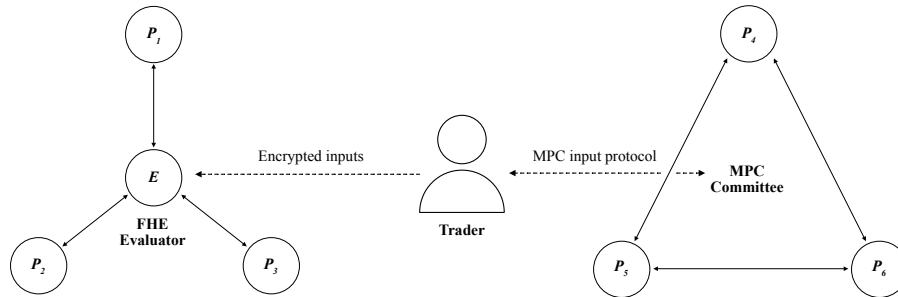 P1
P4
Encrypted inputs
MPC input protocol
E
MPC
Committee
FHE
Evaluator
Trader
P2
P3
P5
P6